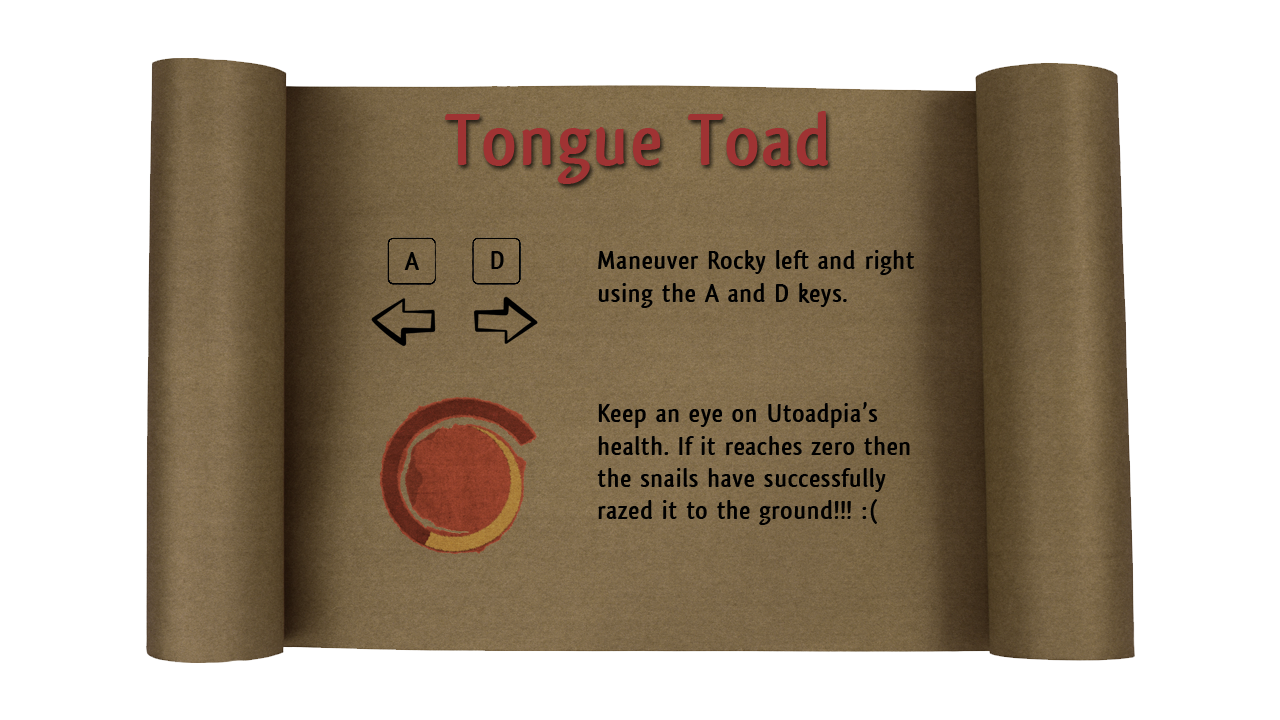 Tongue Toad
A D
Maneuver Rocky left and right
using the A and D keys.
Keep an eye on Utoadpia's
health. If it reaches zero then
the snails have successfully
razed it to the ground!!! :(